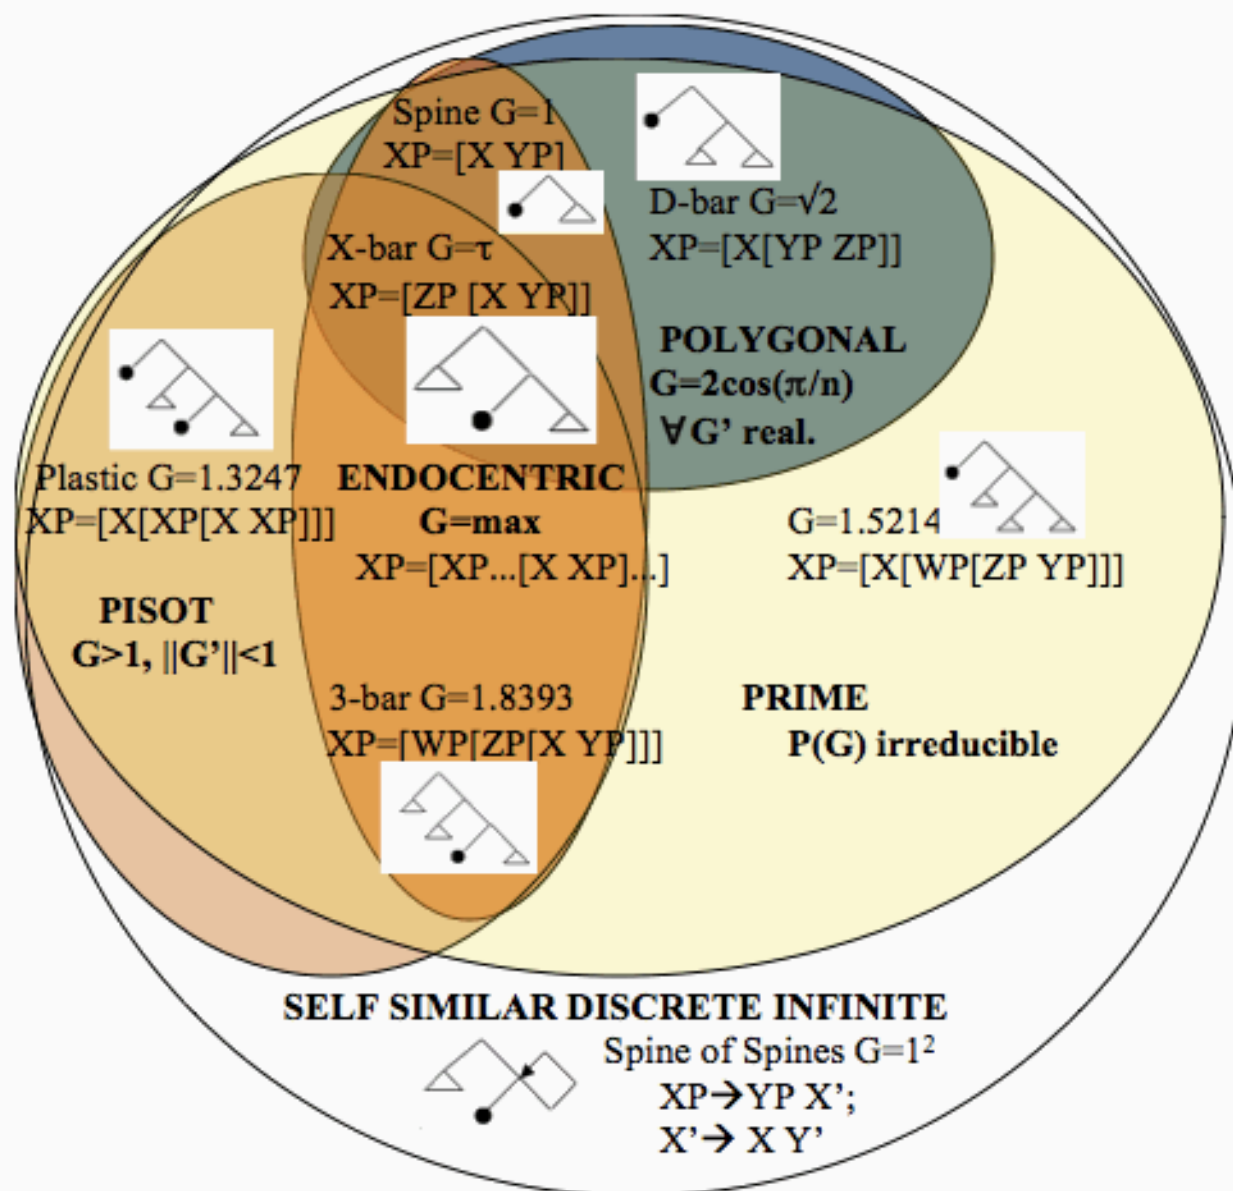 Spine G=1
XP=[X YP]
D-bar G=√2
XP=[X[YP ZP]]
X-bar G=τ
XP=[ZP [X YP]]
POLYGONAL
G=2cos(π/n)
∀G’ real.
Plastic G=1.3247
XP=[X[XP[X XP]]]
ENDOCENTRIC
G=max
XP=[XP...[X XP]...]
G=1.5214
XP=[X[WP[ZP YP]]]
PISOT
G>1, ||G’||<1
3-bar G=1.8393
XP=[WP[ZP[X YP]]]
PRIME
P(G) irreducible
SELF SIMILAR DISCRETE INFINITE
Spine of Spines G=1²
XP→YP X’;
X’→ X Y’